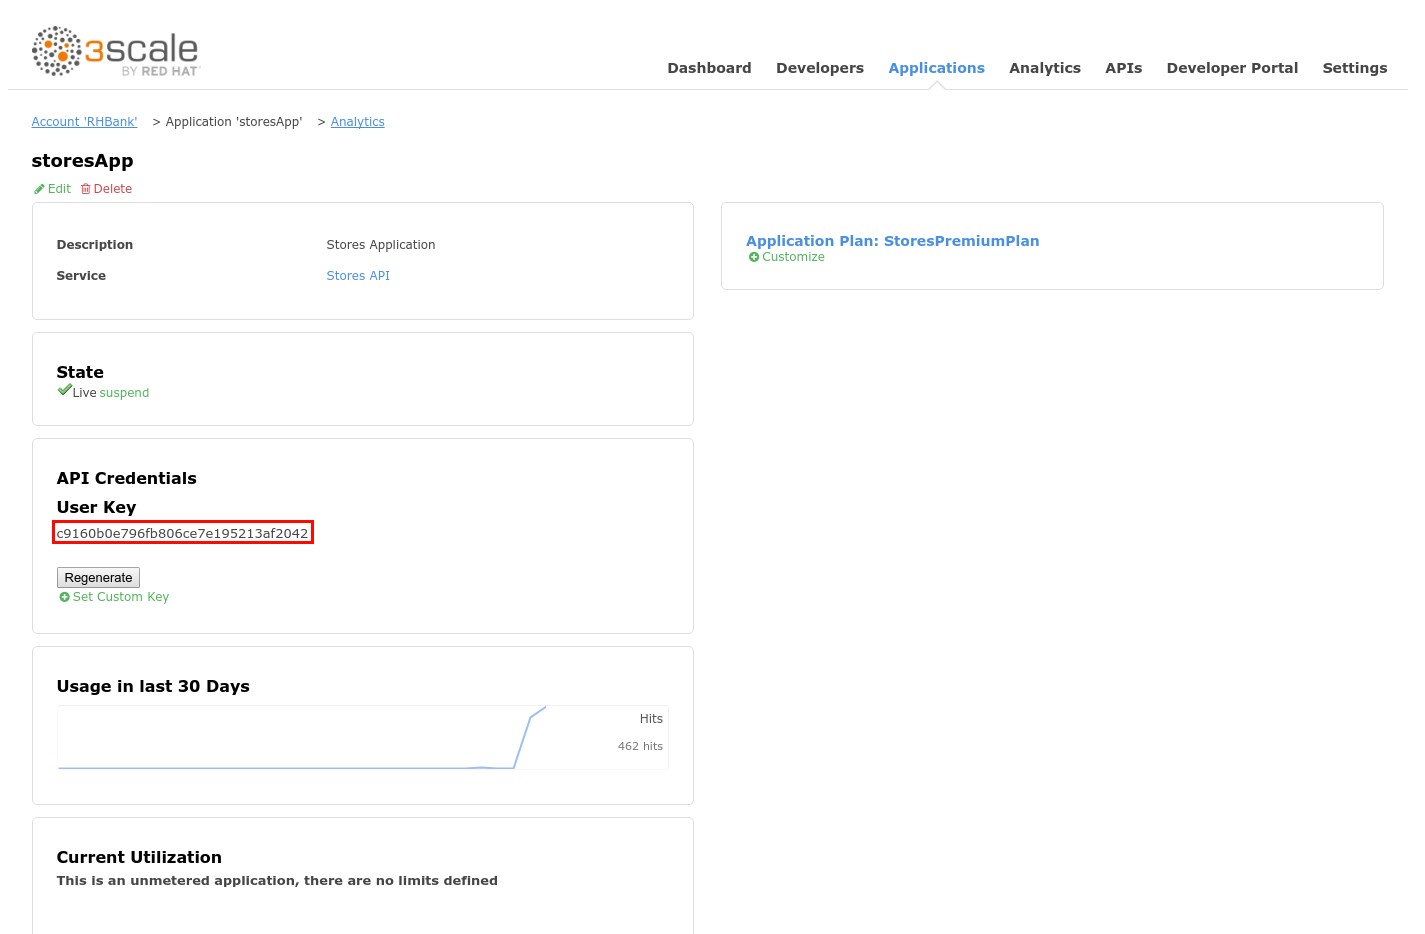 3scale
BY RED HAT
Dashboard Developers Applications Analytics APIs Developer Portal Settings
Account 'RHBank' > Application 'storesApp' > Analytics
storesApp
Edit Delete
Description Stores Application
Service Stores API
Application Plan: StoresPremiumPlan
Customize
State
Live suspend
API Credentials
User Key
c9160b0e796fb806ce7e195213af2042
Regenerate
Set Custom Key
Usage in last 30 Days
Hits
462 hits
Current Utilization
This is an unmetered application, there are no limits defined